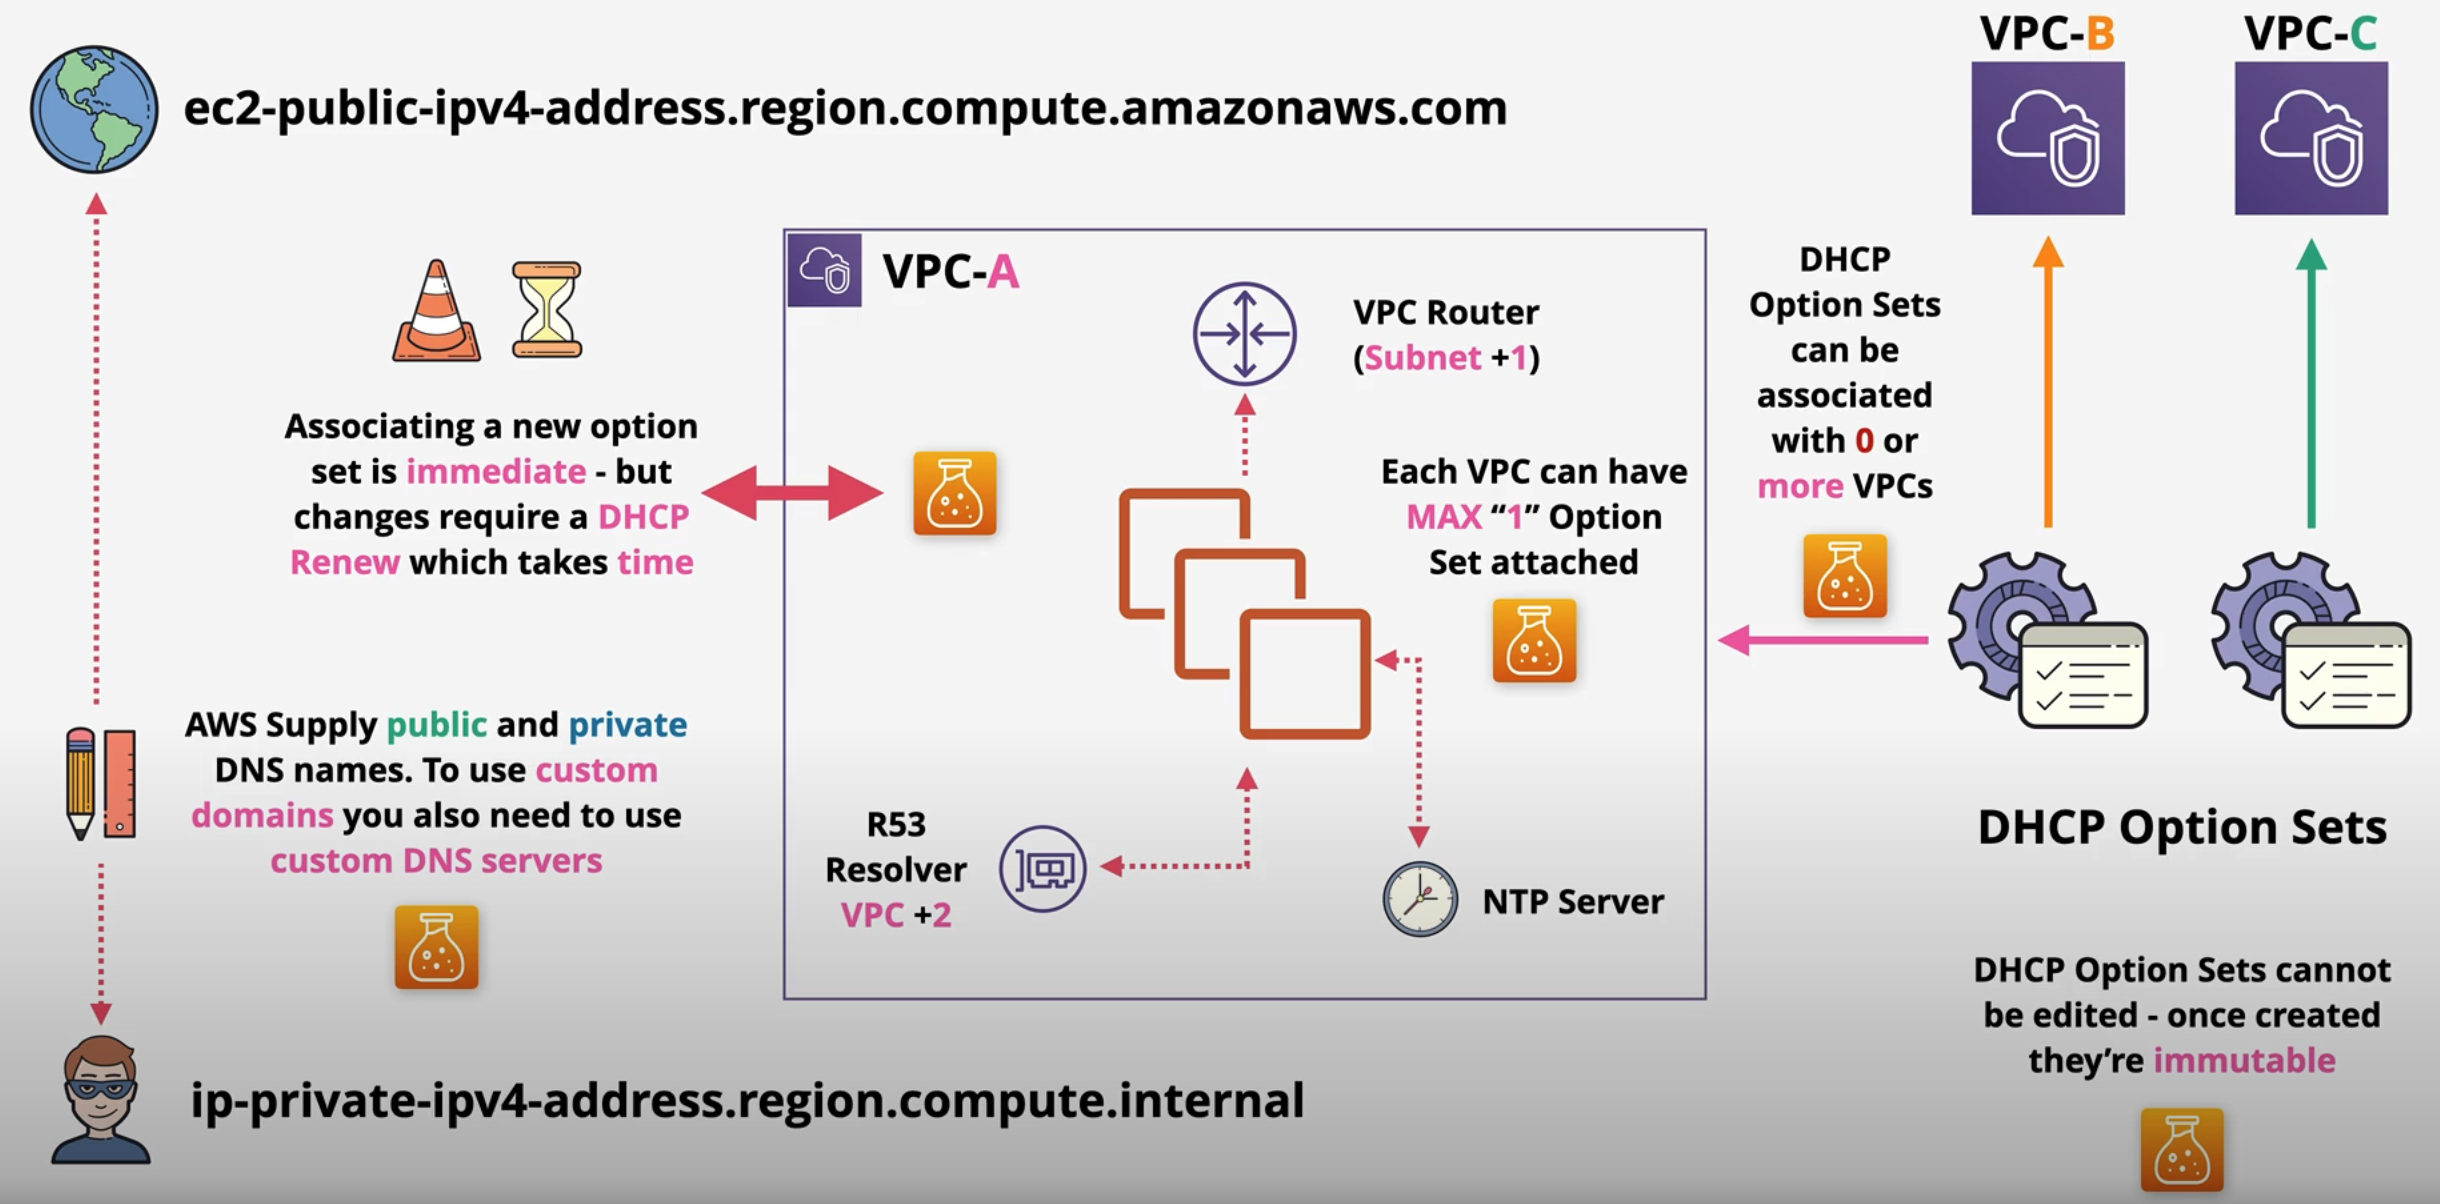 VPC-B
VPC-C
ec2-public-ipv4-address.region.compute.amazonaws.com
VPC-A
VPC Router
(Subnet +1)
DHCP
Option Sets
can be
associated
with 0 or
more VPCs
Associating a new option
set is immediate - but
changes require a DHCP
Renew which takes time
Each VPC can have
MAX “1” Option
Set attached
AWS Supply public and private
DNS names. To use custom
domains you also need to use
custom DNS servers
R53
Resolver
VPC +2
NTP Server
DHCP Option Sets
DHCP Option Sets cannot
be edited - once created
they’re immutable
ip-private-ipv4-address.region.compute.internal